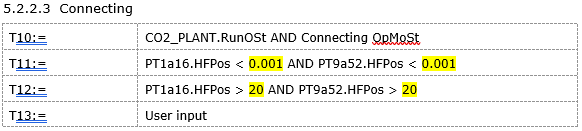 5.2.2.3 Connecting
T10:= CO2_PLANT.RunOSt AND Connecting OpMoSt
T11:= PT1a16.HFPos < 0.001 AND PT9a52.HFPos < 0.001
T12:= PT1a16.HFPos > 20 AND PT9a52.HFPos > 20
T13:= User input